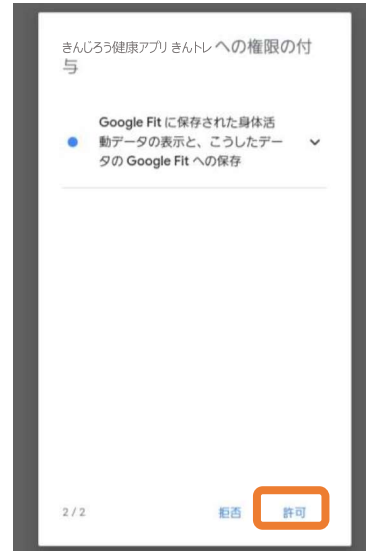 きんじろう健康アプリ きんトレ への権限の付
与
Google Fit に保存された身体活
動データの表示と、こうしたデー
タの Google Fit への保存
2 / 2
拒否
許可